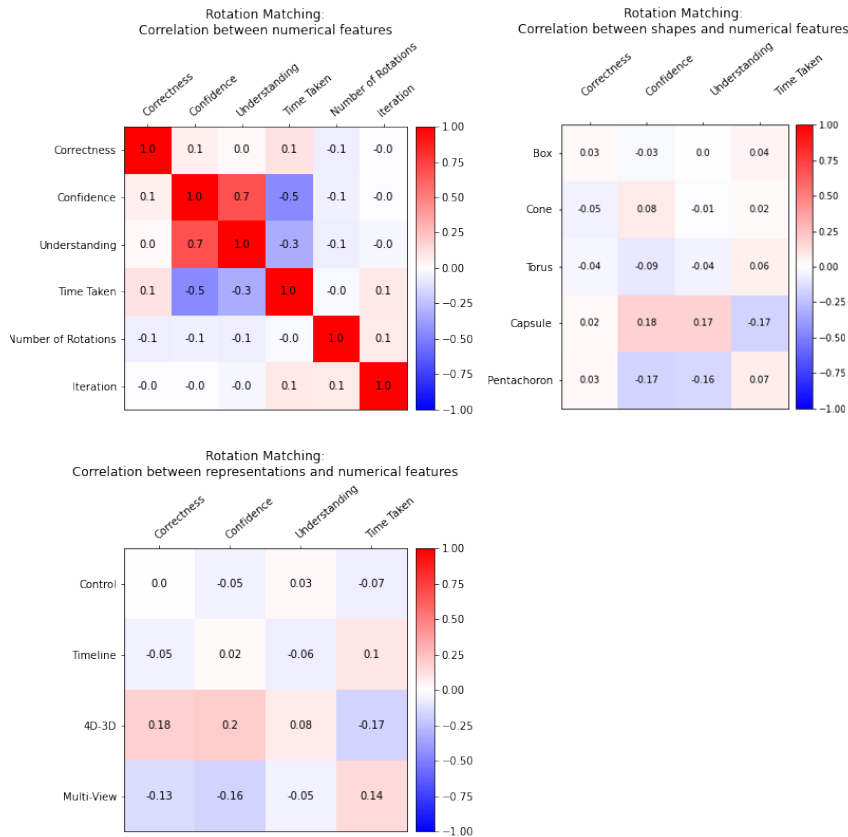 Rotation Matching:
Correlation between numerical features
Correctness
Confidence
Understanding
Time Taken
Number of Rotations
Iteration
Correctness 1.0 0.1 0.0 0.1 -0.1 -0.0
Confidence 0.1 1.0 0.7 -0.5 -0.1 -0.0
Understanding 0.0 0.7 1.0 -0.3 -0.1 -0.0
Time Taken 0.1 -0.5 -0.3 1.0 -0.0 0.1
Number of Rotations -0.1 -0.1 -0.1 -0.0 1.0 0.1
Iteration -0.0 -0.0 -0.0 0.1 0.1 1.0
1.00
0.75
0.50
0.25
0.00
−0.25
−0.50
−0.75
−1.00
Rotation Matching:
Correlation between shapes and numerical features
Correctness
Confidence
Understanding
Time Taken
Box 0.03 -0.03 0.0 0.04
Cone -0.05 0.08 -0.01 0.02
Torus -0.04 -0.09 -0.04 0.06
Capsule 0.02 0.18 0.17 -0.17
Pentachoron 0.03 -0.17 -0.16 0.07
1.00
0.75
0.50
0.25
0.00
−0.25
−0.50
−0.75
−1.00
Rotation Matching:
Correlation between representations and numerical features
Correctness
Confidence
Understanding
Time Taken
Control 0.0 -0.05 0.03 -0.07
Timeline -0.05 0.02 -0.06 0.1
4D-3D 0.18 0.2 0.08 -0.17
Multi-View -0.13 -0.16 -0.05 0.14
1.00
0.75
0.50
0.25
0.00
−0.25
−0.50
−0.75
−1.00